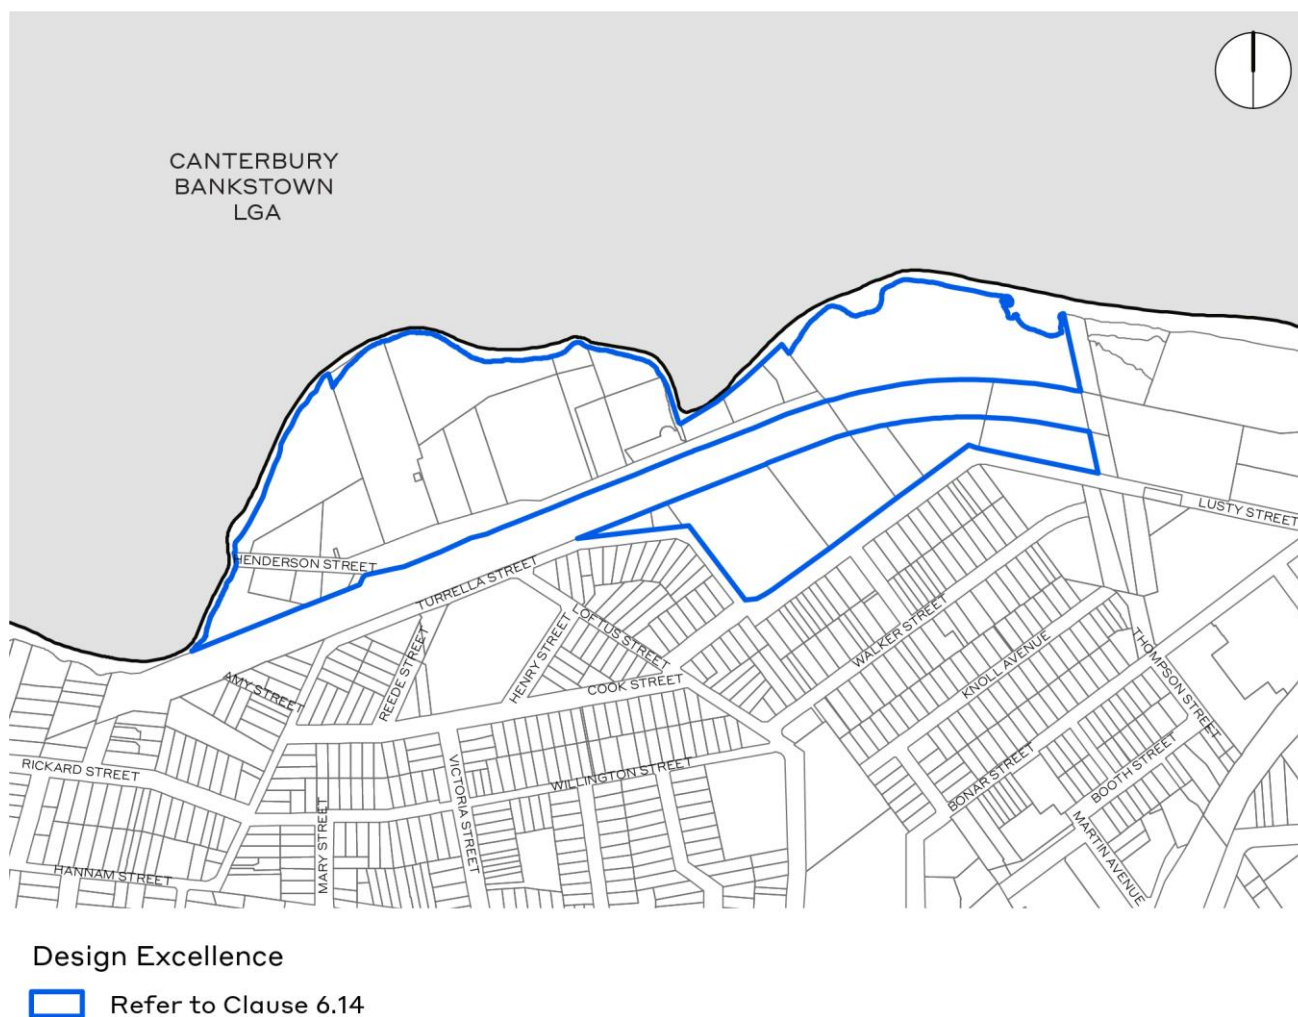 CANTERBURY
BANKSTOWN
LGA
LUSTY STREET
HENDERSON STREET
TURRELLA STREET
LOFTUS STREET
WALKER STREET
HENRY STREET
REEDE STREET
KNOLL AVENUE
THOMPSON STREET
AMY STREET
COOK STREET
RICKARD STREET
VICTORIA STREET
WILLINGTON STREET
BONAR STREET
BOOTH STREET
MARY STREET
MARTIN AVENUE
HANNAM STREET
Design Excellence
Refer to Clause 6.14